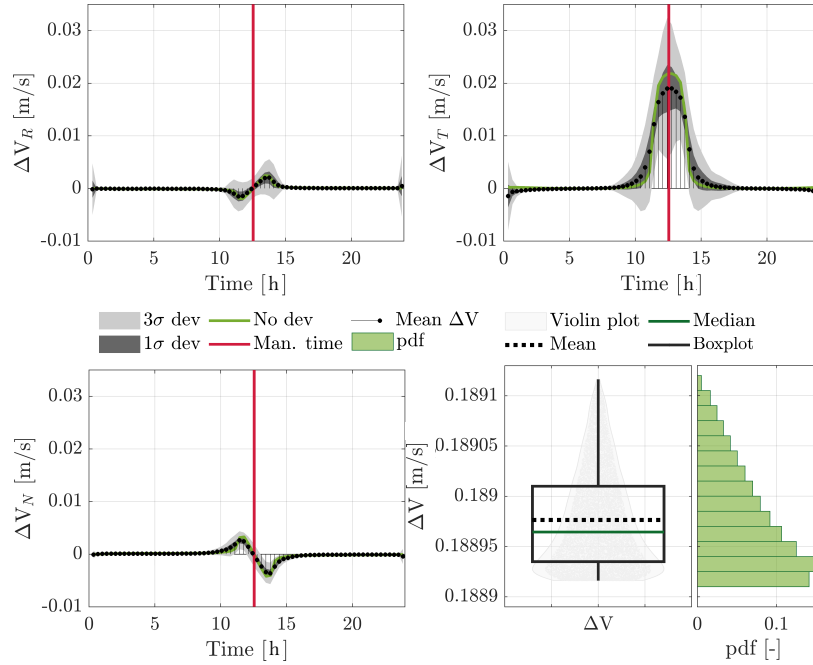 0.03
0.02
0.01
0
-0.01
ΔV_R [m/s]
0 5 10 15 20
Time [h]
0.03
0.02
0.01
0
-0.01
ΔV_T [m/s]
0 5 10 15 20
Time [h]
3σ dev No dev Mean ΔV
1σ dev Man. time pdf
Violin plot Median
Mean Boxplot
0.03
0.02
0.01
0
-0.01
ΔV_N [m/s]
0 5 10 15 20
Time [h]
0.1891
0.18905
0.189
0.18895
0.1889
ΔV [m/s]
ΔV
0 0.1
pdf [-]